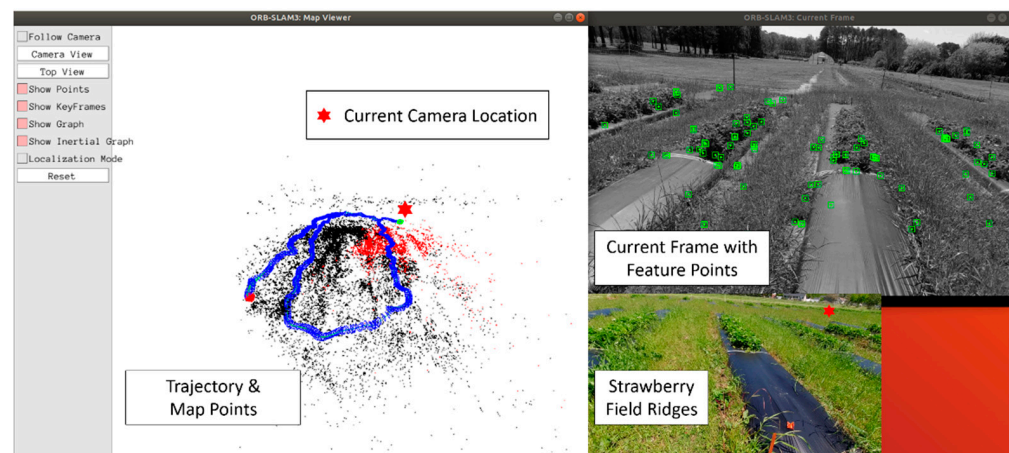 ORB-SLAM3: Map Viewer
Follow Camera
Camera View
Top View
Show Points
Show KeyFrames
Show Graph
Show Inertial Graph
Localization Mode
Reset
Current Camera Location
Trajectory &
Map Points
ORB-SLAM3: Current Frame
Current Frame with
Feature Points
Strawberry
Field Ridges